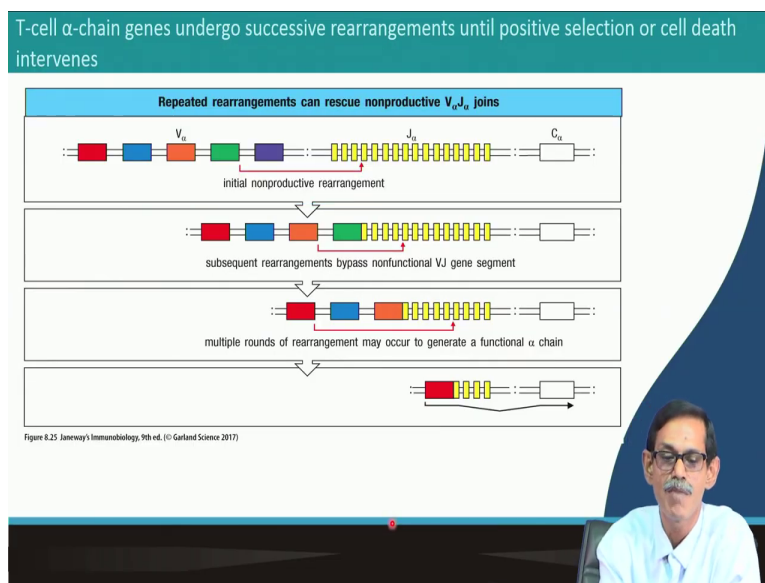 T-cell α-chain genes undergo successive rearrangements until positive selection or cell death
intervenes
Repeated rearrangements can rescue nonproductive VαJα joins
Vα Jα Cα
initial nonproductive rearrangement
subsequent rearrangements bypass nonfunctional VJ gene segment
multiple rounds of rearrangement may occur to generate a functional α chain
Figure 8.25 Janeway's Immunobiology, 9th ed. (© Garland Science 2017)